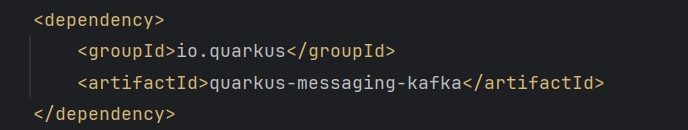 <dependency>
    <groupId>io.quarkus</groupId>
    <artifactId>quarkus-messaging-kafka</artifactId>
</dependency>